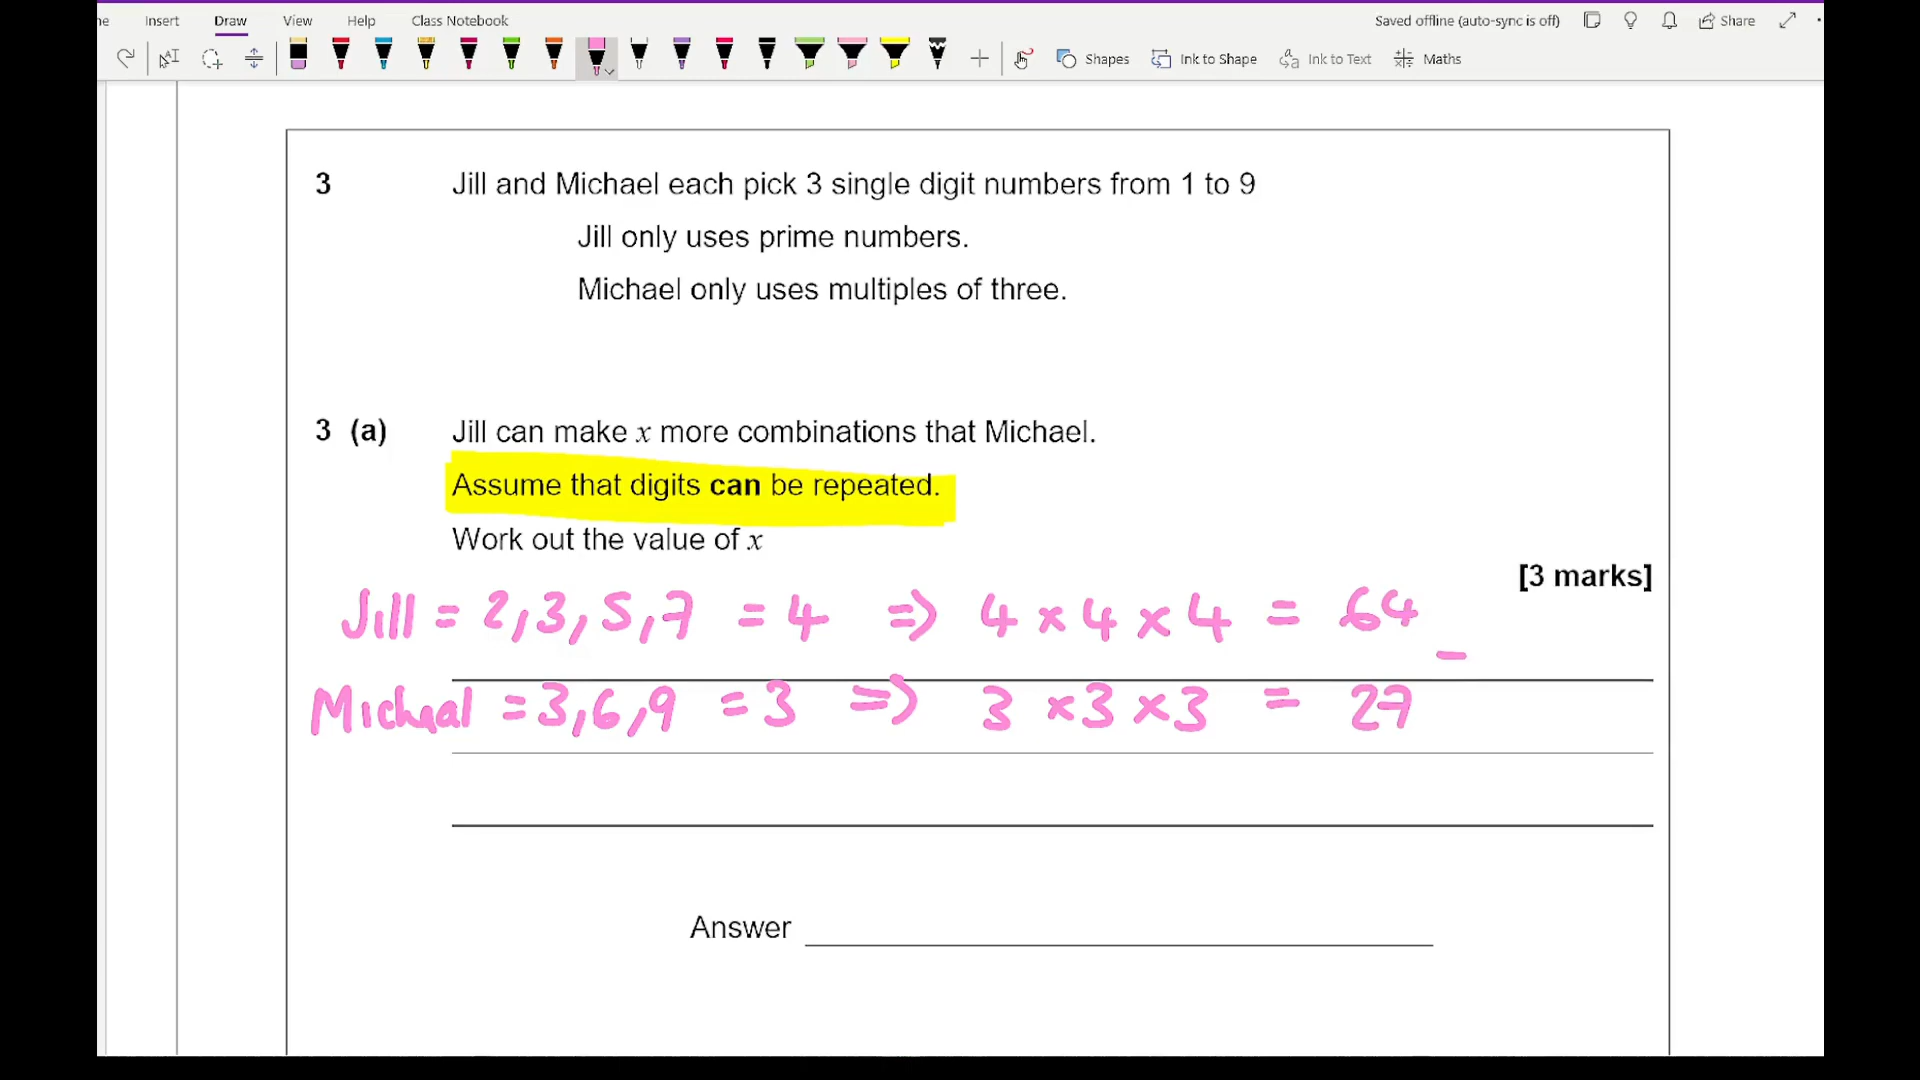 ne Insert Draw View Help Class Notebook Saved offline (auto-sync is off) Share
Shapes Ink to Shape Ink to Text Maths
3 Jill and Michael each pick 3 single digit numbers from 1 to 9
Jill only uses prime numbers.
Michael only uses multiples of three.
3 (a) Jill can make x more combinations that Michael.
Assume that digits can be repeated.
Work out the value of x
[3 marks]
Jill = 2,3,5,7 = 4 => 4 × 4 × 4 = 64 -
Michael = 3,6,9 = 3 => 3 × 3 × 3 = 27
Answer